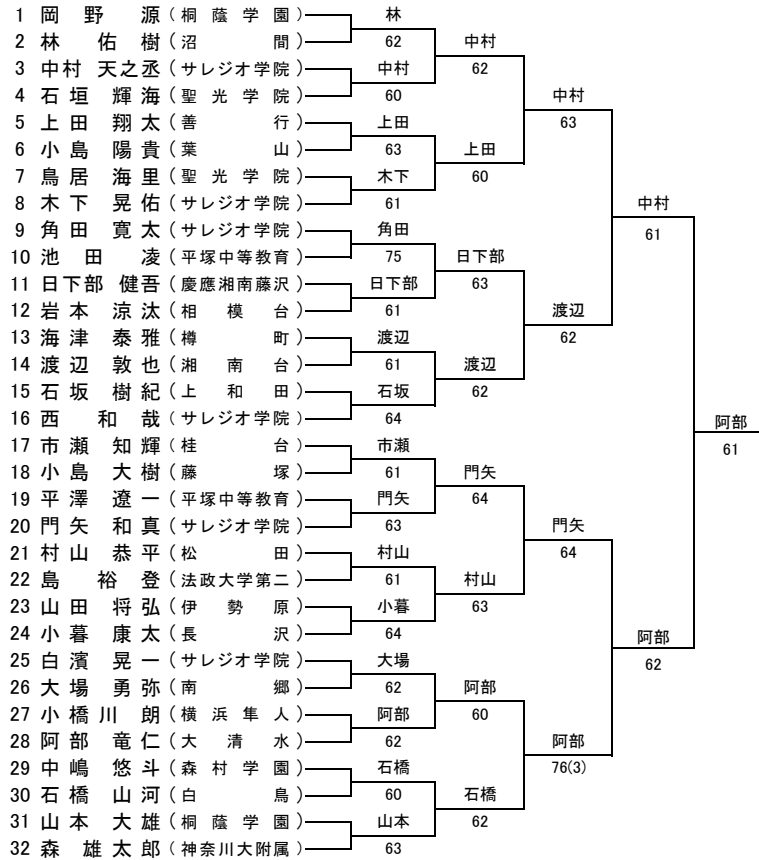 1 岡野 源 (桐蔭学園) 林
2 林 佑樹 (沼間) 62 中村
3 中村 天之丞 (サレジオ学院) 中村 62
4 石垣 輝海 (聖光学院) 60 中村
5 上田 翔太 (善行) 上田 63
6 小島 陽貴 (葉山) 63 上田
7 鳥居 海里 (聖光学院) 木下 60
8 木下 晃佑 (サレジオ学院) 61 中村
9 角田 寛太 (サレジオ学院) 角田 61
10 池田 凌 (平塚中等教育) 75 日下部
11 日下部 健吾 (慶應湘南藤沢) 日下部 63
12 岩本 涼汰 (相模台) 61 渡辺
13 海津 泰雅 (樽町) 渡辺 62
14 渡辺 敦也 (湘南台) 61 渡辺
15 石坂 樹紀 (上和田) 石坂 62
16 西 和哉 (サレジオ学院) 64 阿部
17 市瀬 知輝 (桂台) 市瀬 61
18 小島 大樹 (藤塚) 61 門矢
19 平澤 遼一 (平塚中等教育) 門矢 64
20 門矢 和真 (サレジオ学院) 63 門矢
21 村山 恭平 (松田) 村山 64
22 島 裕登 (法政大学第二) 61 村山
23 山田 将弘 (伊勢原) 小暮 63
24 小暮 康太 (長沢) 64 阿部
25 白濱 晃一 (サレジオ学院) 大場 62
26 大場 勇弥 (南郷) 62 阿部
27 小橋川 朗 (横浜隼人) 阿部 60
28 阿部 竜仁 (大清水) 62 阿部
29 中嶋 悠斗 (森村学園) 石橋 76(3)
30 石橋 山河 (白鳥) 60 石橋
31 山本 大雄 (桐蔭学園) 山本 62
32 森 雄太郎 (神奈川大附属) 63